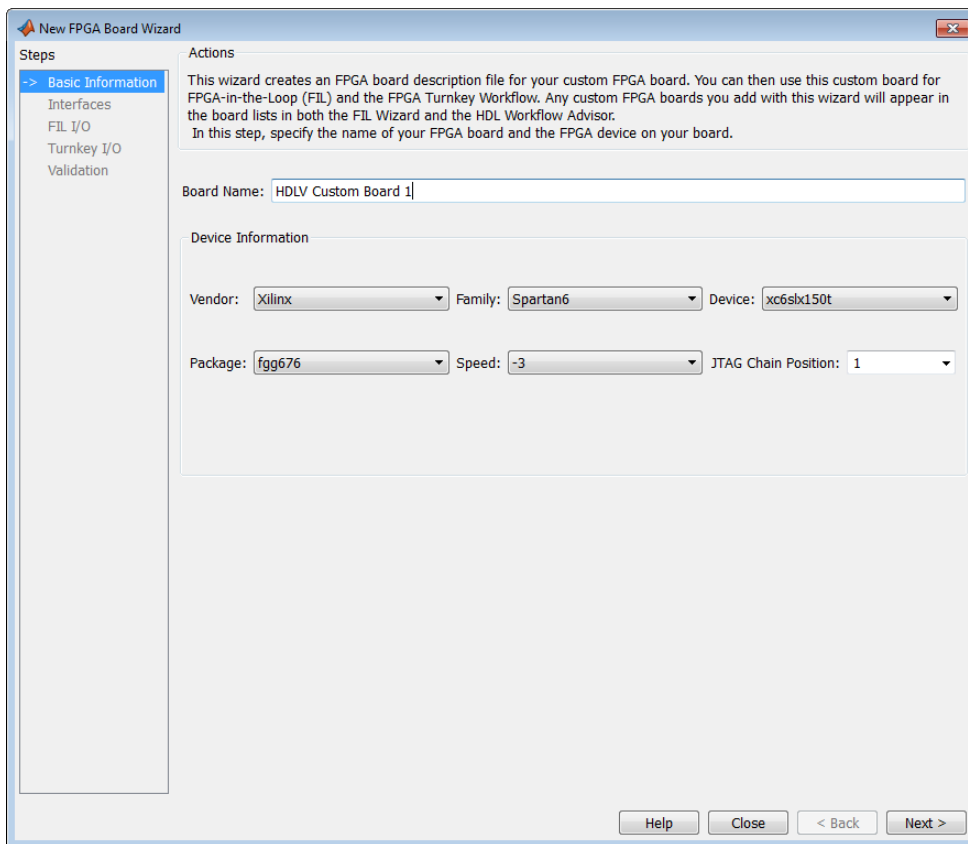 New FPGA Board Wizard
Steps
-> Basic Information
Interfaces
FIL I/O
Turnkey I/O
Validation
Actions
This wizard creates an FPGA board description file for your custom FPGA board. You can then use this custom board for
FPGA-in-the-Loop (FIL) and the FPGA Turnkey Workflow. Any custom FPGA boards you add with this wizard will appear in
the board lists in both the FIL Wizard and the HDL Workflow Advisor.
In this step, specify the name of your FPGA board and the FPGA device on your board.
Board Name: HDLV Custom Board 1
Device Information
Vendor: Xilinx Family: Spartan6 Device: xc6slx150t
Package: fgg676 Speed: -3 JTAG Chain Position: 1
Help Close < Back Next >